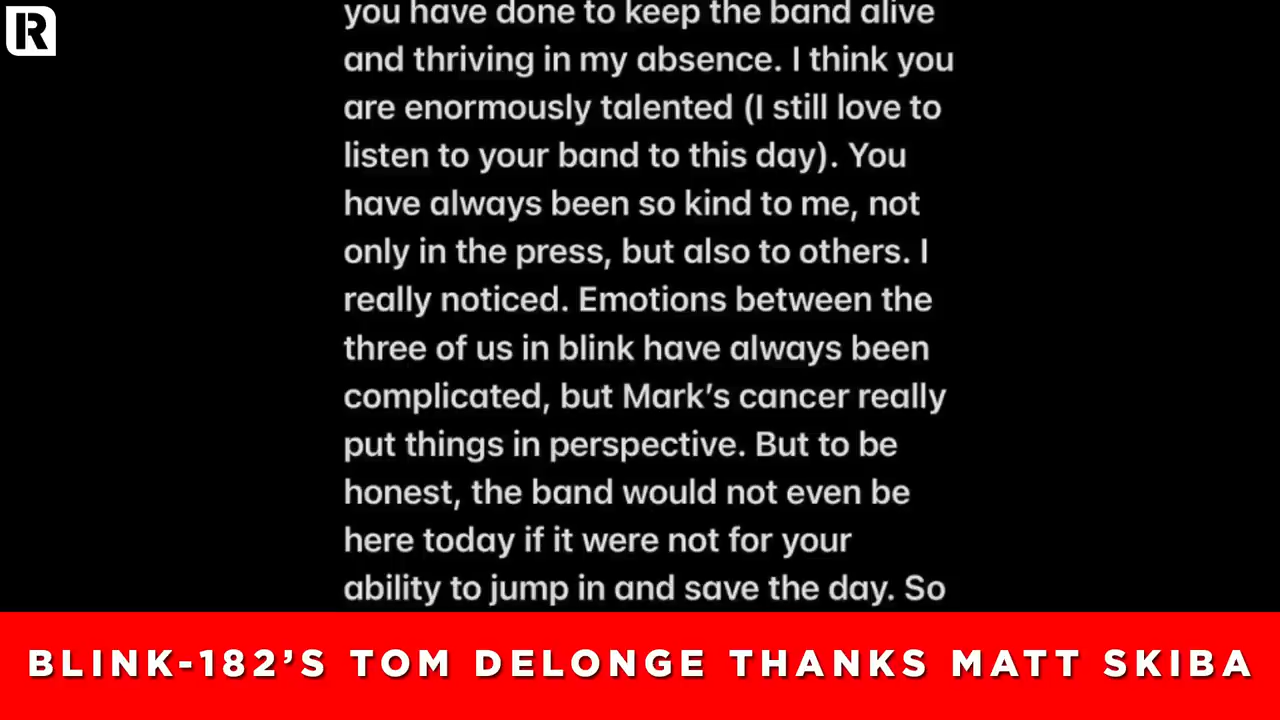 R
you have done to keep the band alive
and thriving in my absence. I think you
are enormously talented (I still love to
listen to your band to this day). You
have always been so kind to me, not
only in the press, but also to others. I
really noticed. Emotions between the
three of us in blink have always been
complicated, but Mark’s cancer really
put things in perspective. But to be
honest, the band would not even be
here today if it were not for your
ability to jump in and save the day. So
BLINK-182’S TOM DELONGE THANKS MATT SKIBA